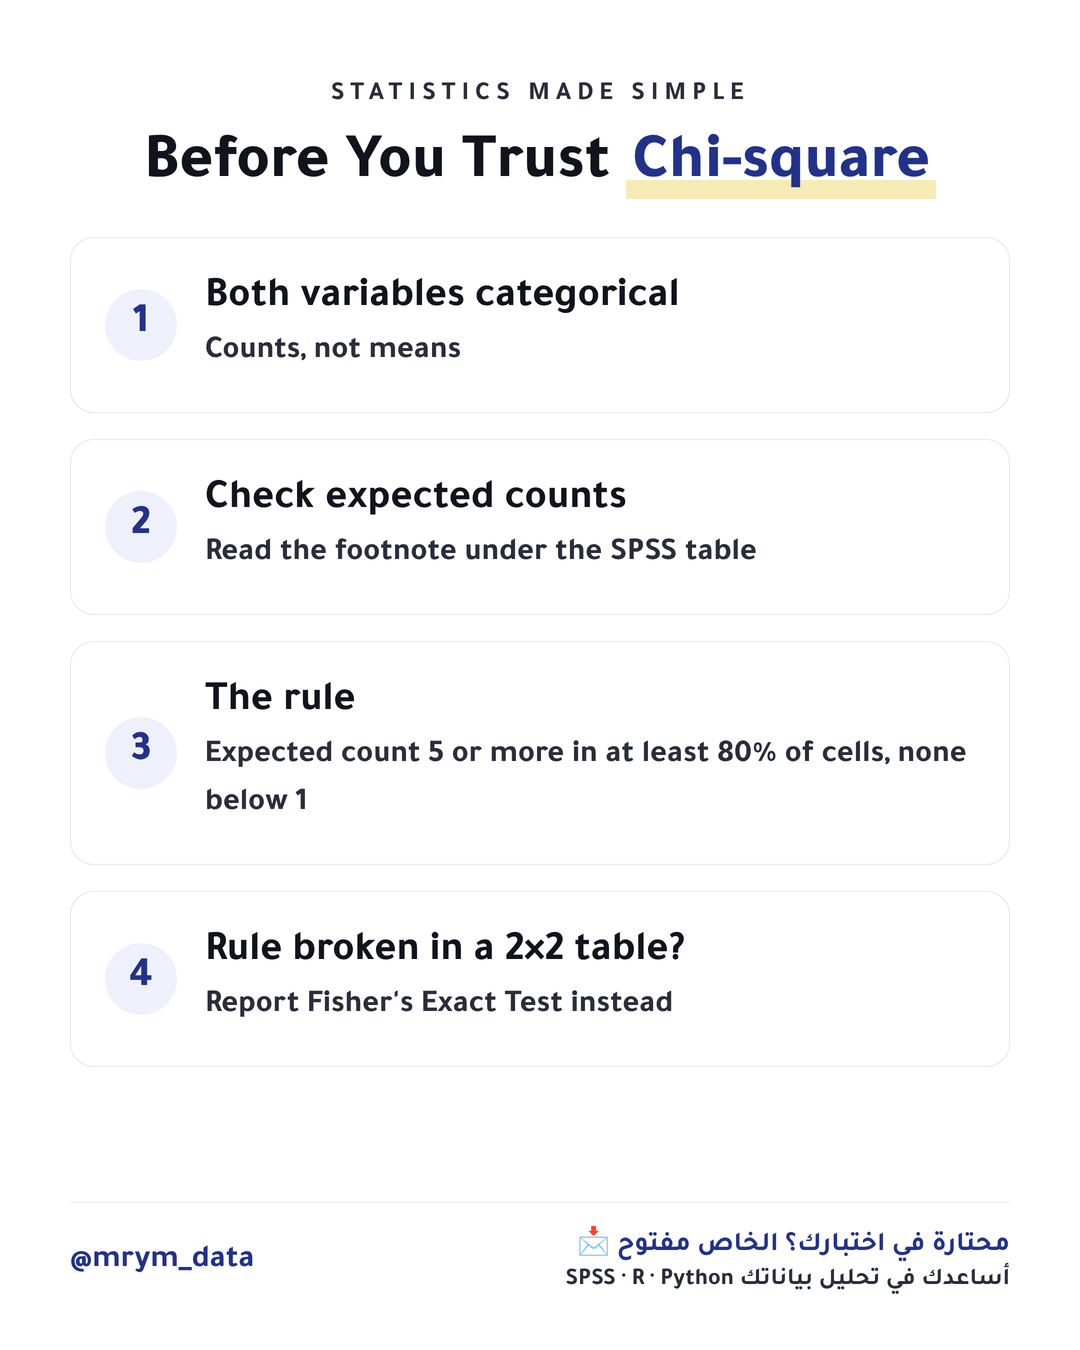 STATISTICS MADE SIMPLE
Before You Trust Chi-square
1
Both variables categorical
Counts, not means
2
Check expected counts
Read the footnote under the SPSS table
3
The rule
Expected count 5 or more in at least 80% of cells, none
below 1
4
Rule broken in a 2×2 table?
Report Fisher's Exact Test instead
@mrym_data
محتارة في اختبارك؟ الخاص مفتوح 📩
أساعدك في تحليل بياناتك SPSS · R · Python